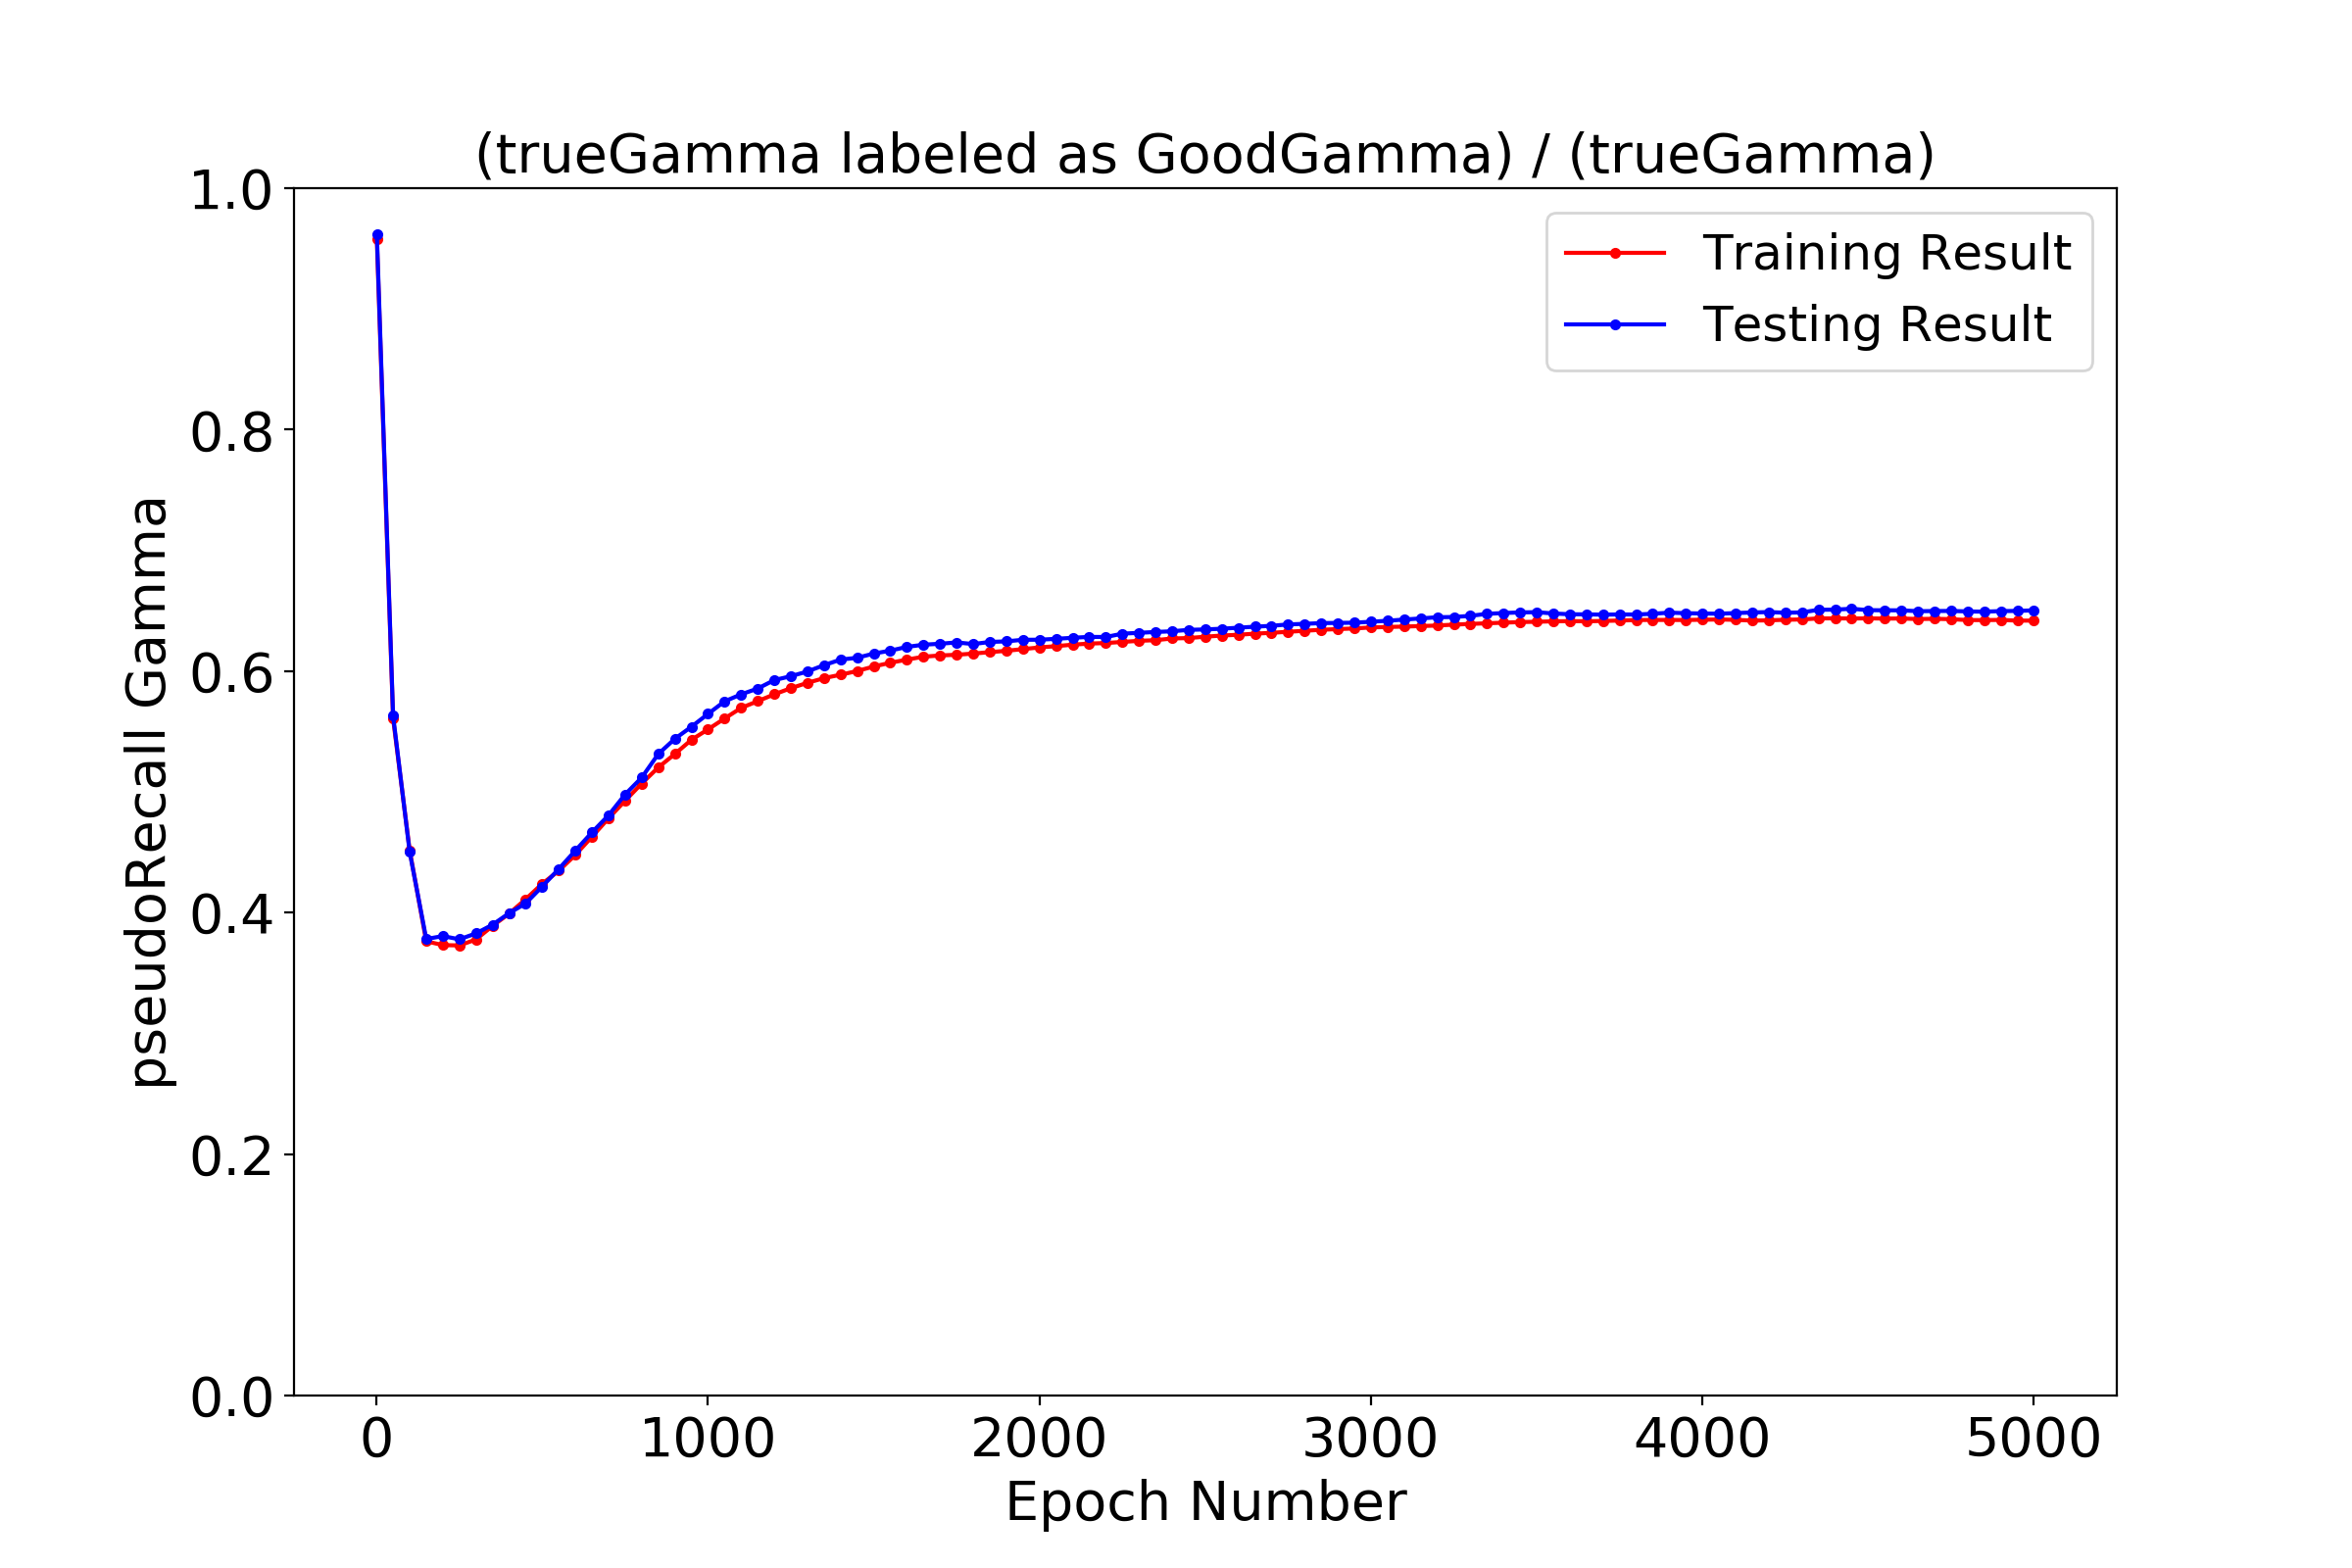 (trueGamma labeled as GoodGamma) / (trueGamma)
1.0
0.8
0.6
0.4
0.2
0.0
pseudoRecall Gamma
Training Result
Testing Result
0 1000 2000 3000 4000 5000
Epoch Number